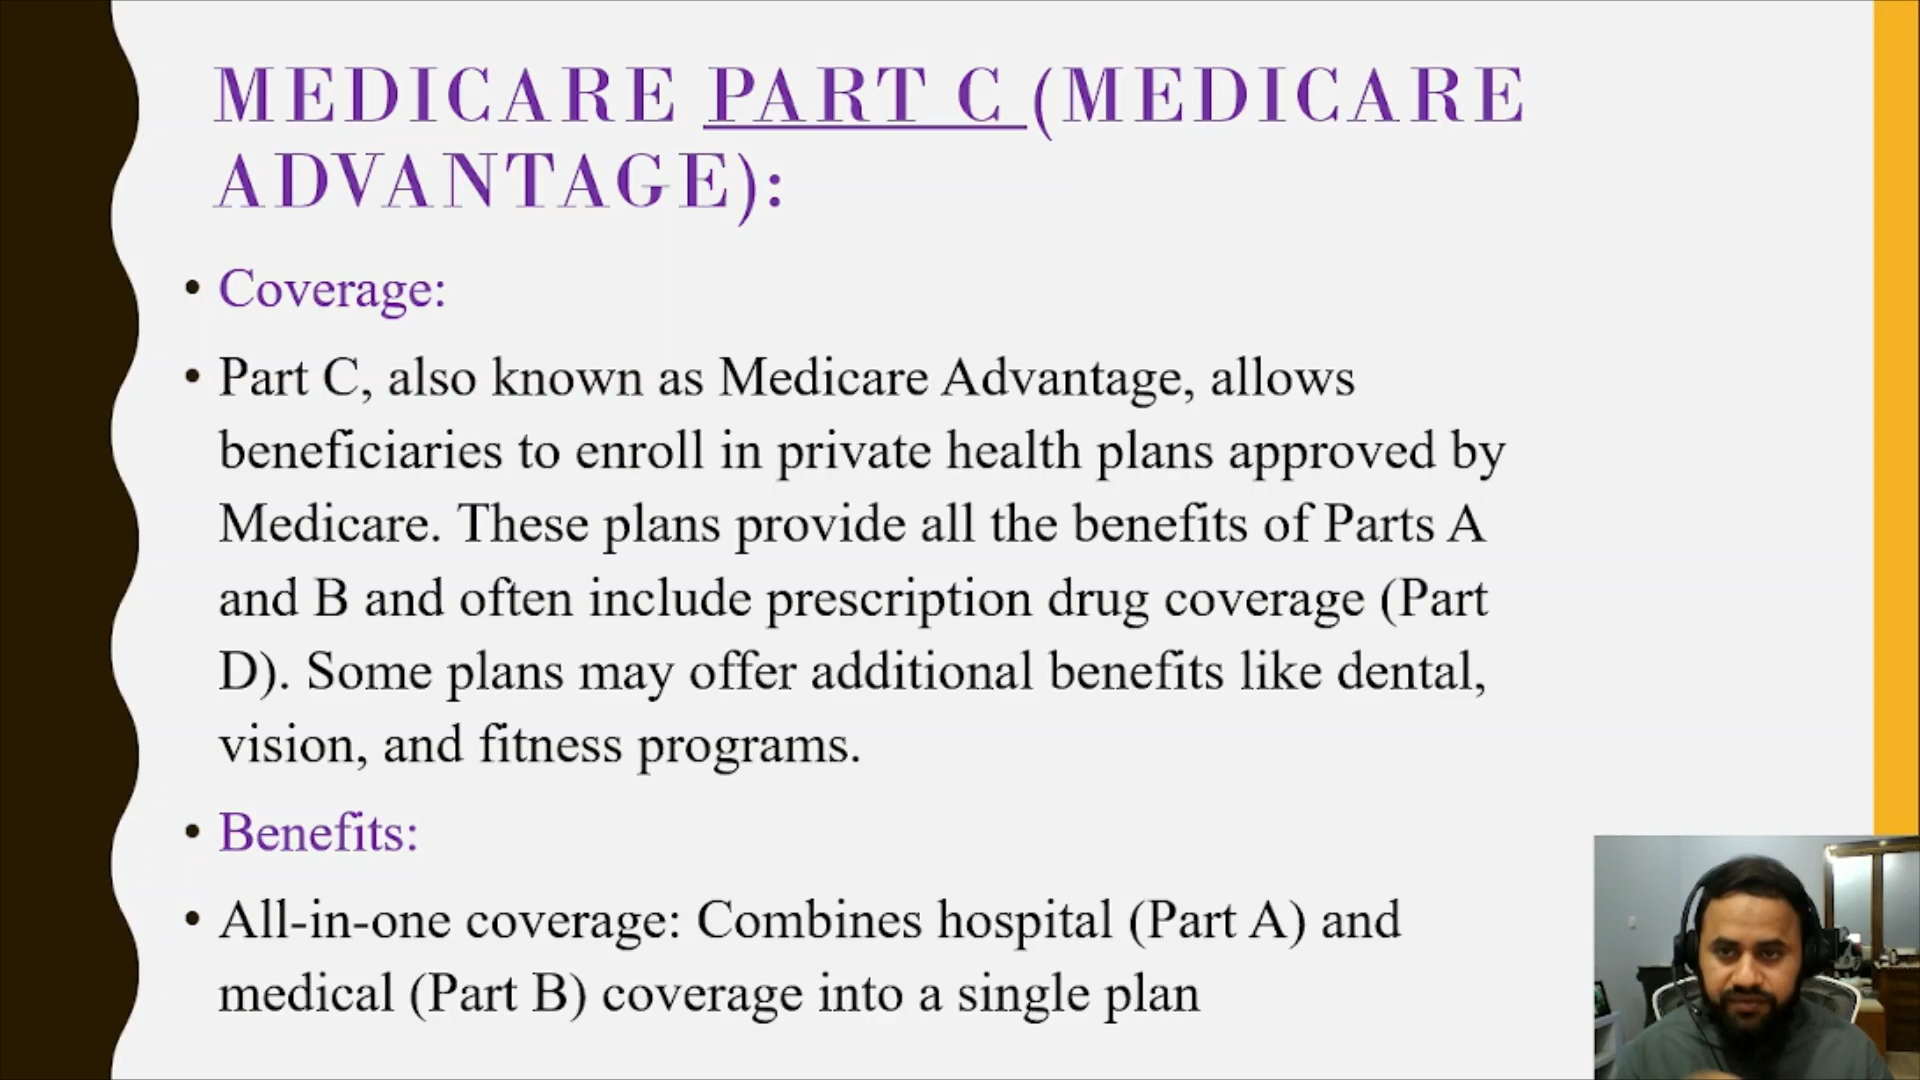 MEDICARE PART C (MEDICARE
ADVANTAGE):
• Coverage:
• Part C, also known as Medicare Advantage, allows
beneficiaries to enroll in private health plans approved by
Medicare. These plans provide all the benefits of Parts A
and B and often include prescription drug coverage (Part
D). Some plans may offer additional benefits like dental,
vision, and fitness programs.
• Benefits:
• All-in-one coverage: Combines hospital (Part A) and
medical (Part B) coverage into a single plan